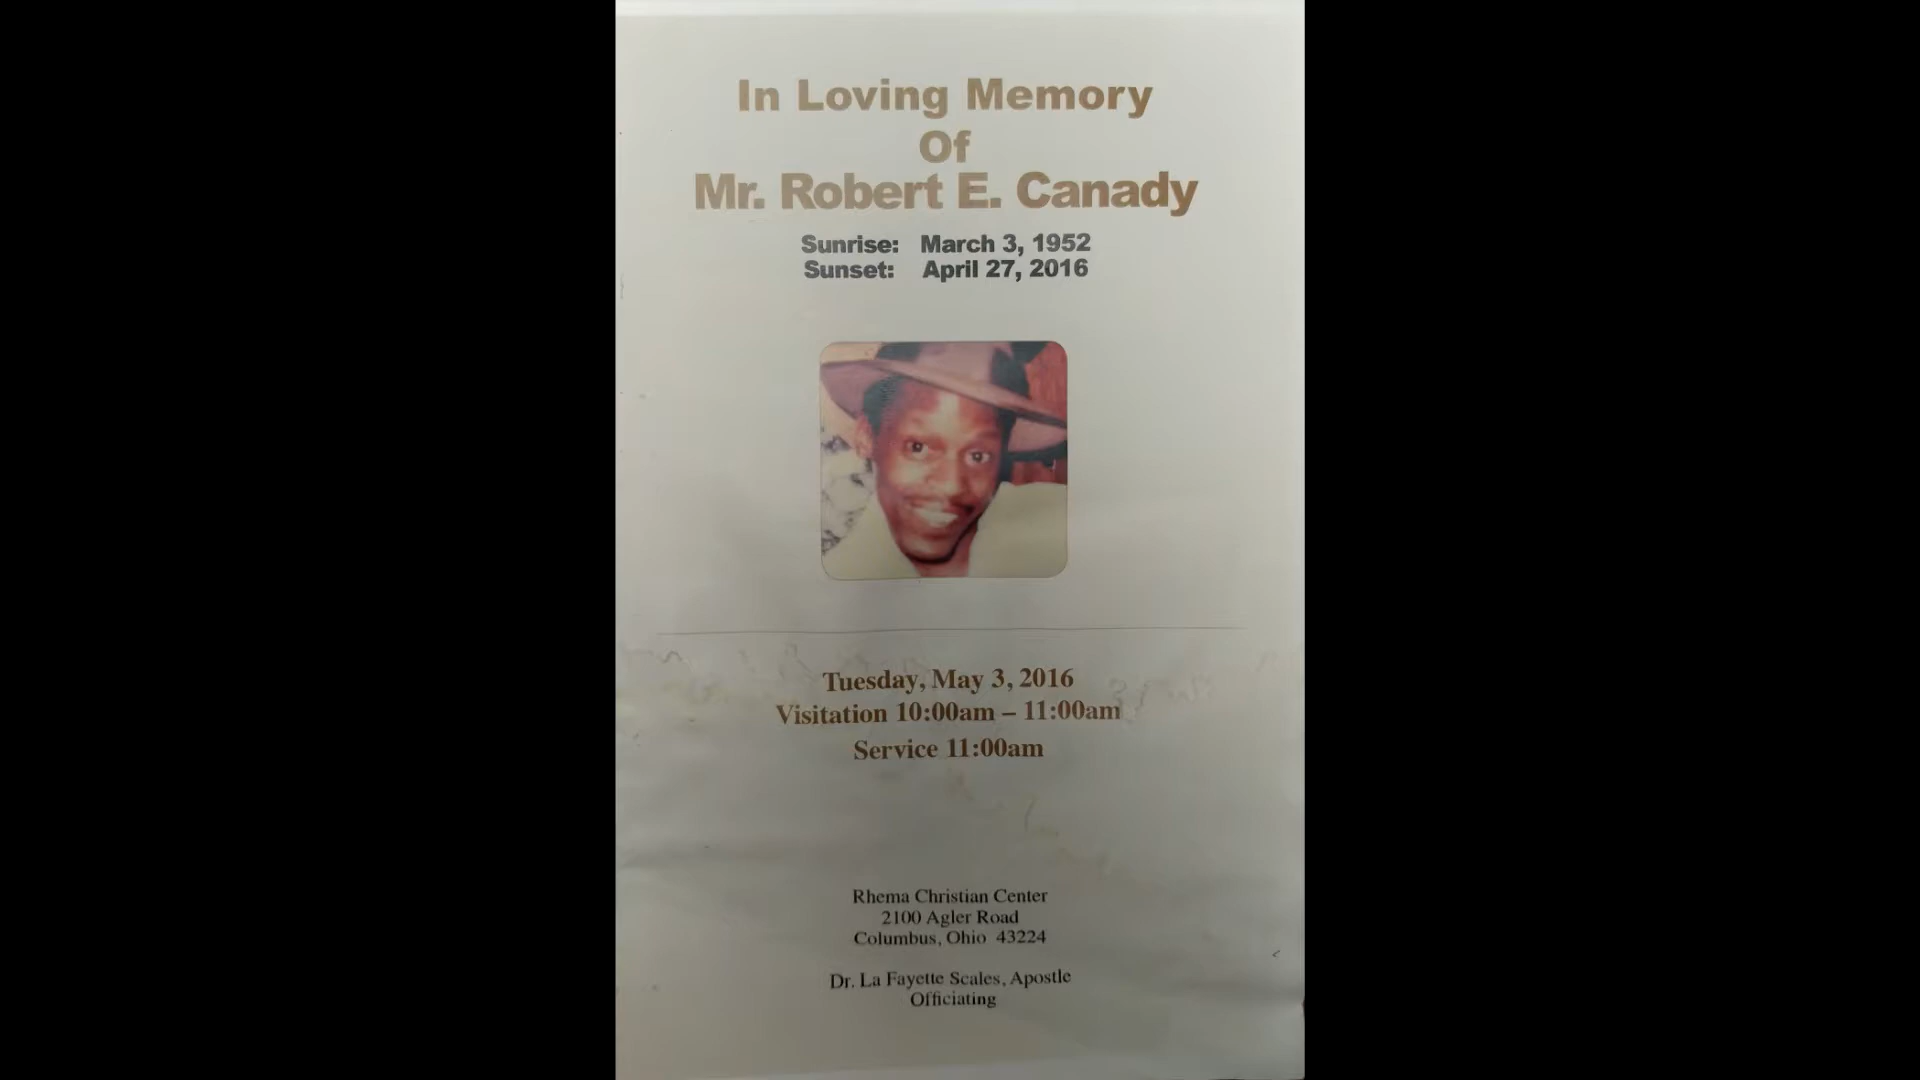 In Loving Memory
Of
Mr. Robert E. Canady
Sunrise: March 3, 1952
Sunset: April 27, 2016
Tuesday, May 3, 2016
Visitation 10:00am – 11:00am
Service 11:00am
Rhema Christian Center
2100 Agler Road
Columbus, Ohio 43224
Dr. La Fayette Scales, Apostle
Officiating